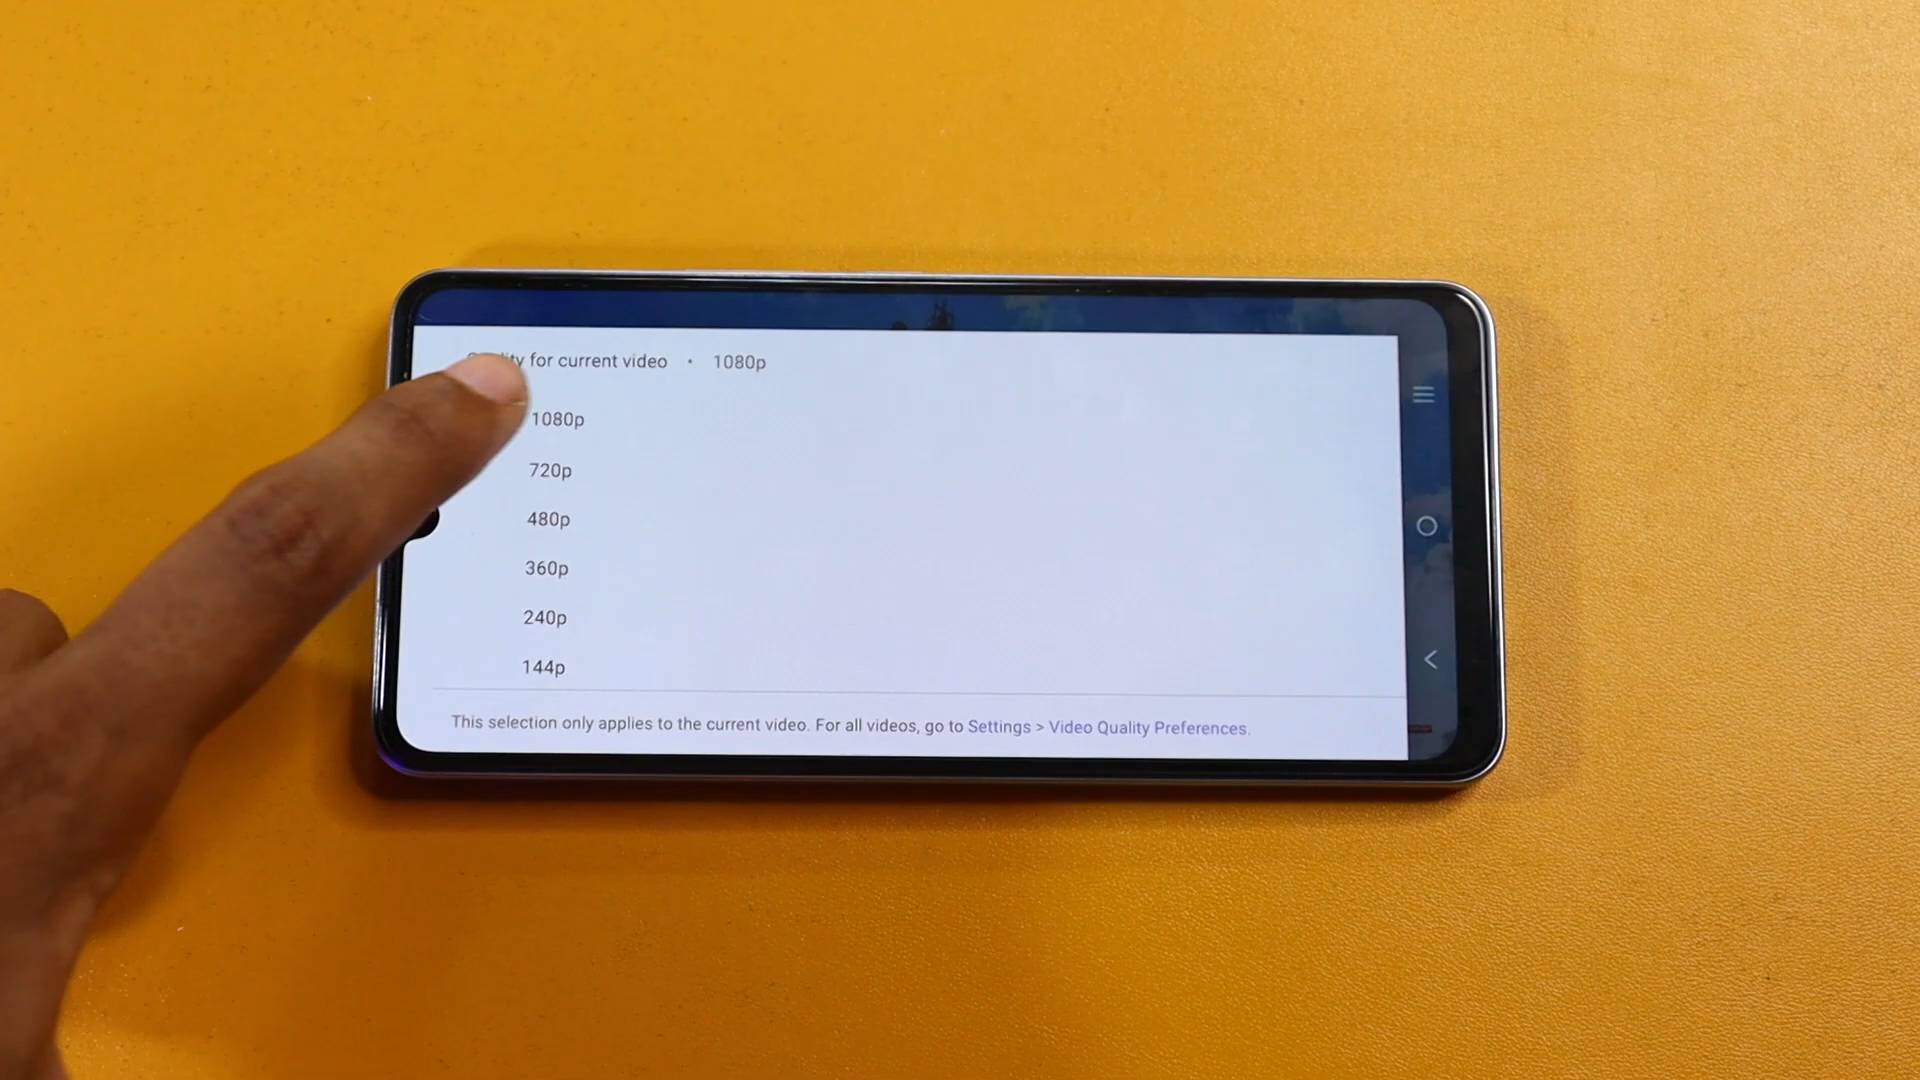 for current video • 1080p
1080p
720p
480p
360p
240p
144p
This selection only applies to the current video. For all videos, go to Settings > Video Quality Preferences.